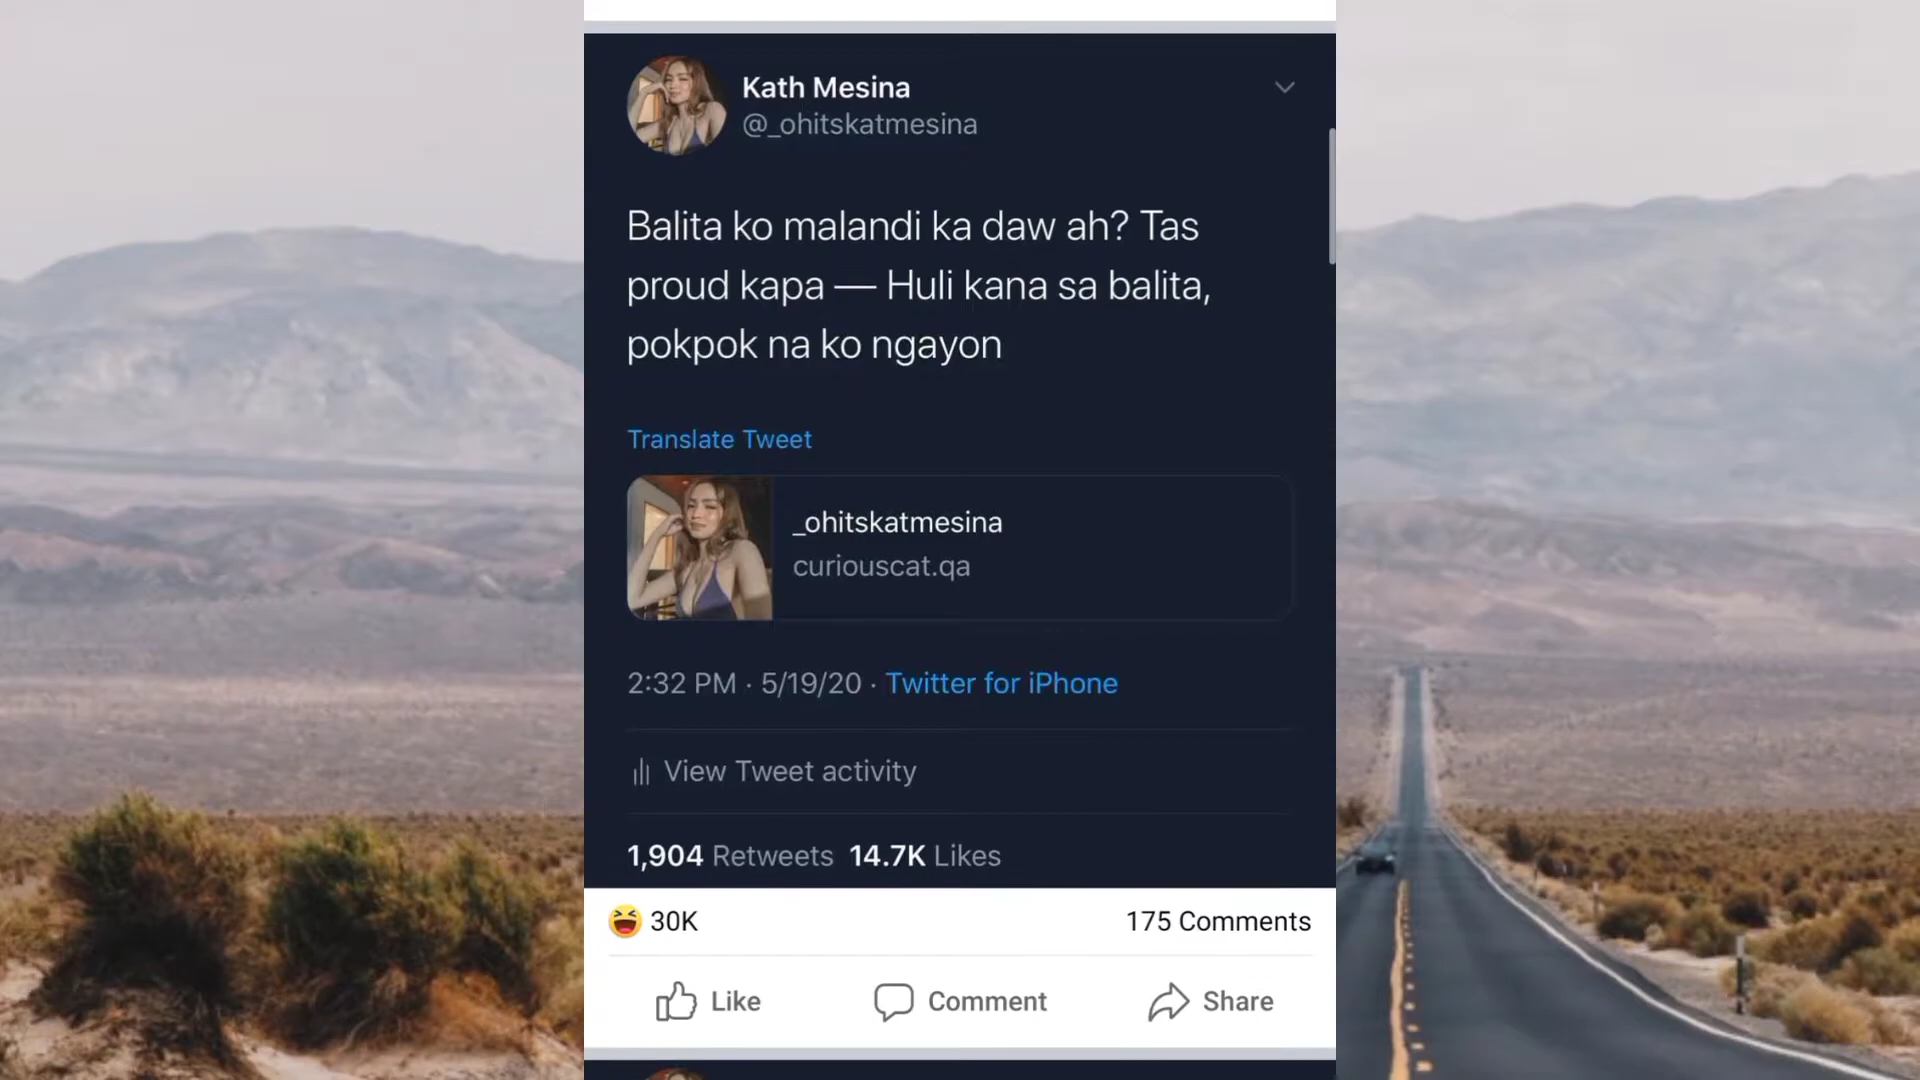 Kath Mesina
@_ohitskatmesina
Balita ko malandi ka daw ah? Tas
proud kapa — Huli kana sa balita,
pokpok na ko ngayon
Translate Tweet
_ohitskatmesina
curiouscat.qa
2:32 PM · 5/19/20 · Twitter for iPhone
View Tweet activity
1,904 Retweets 14.7K Likes
30K 175 Comments
Like Comment Share